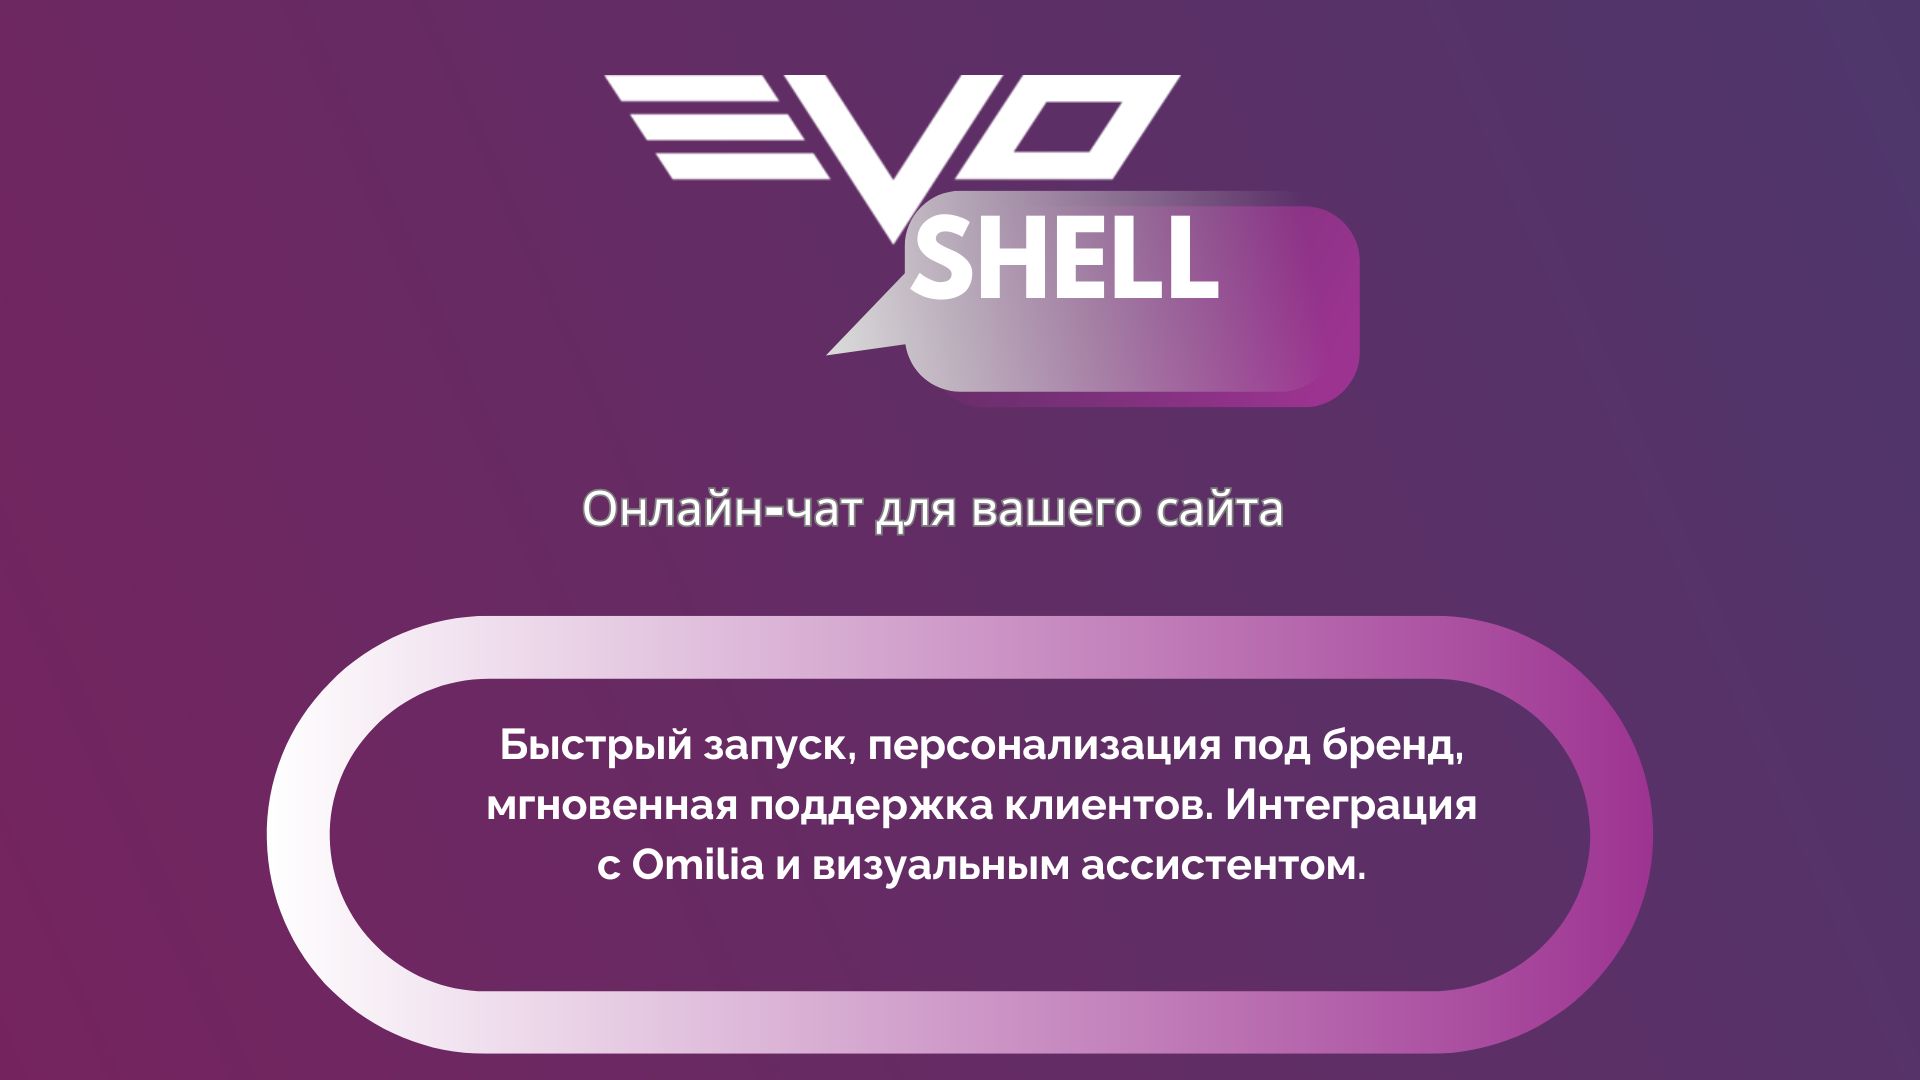 EVO
SHELL
Онлайн-чат для вашего сайта
Быстрый запуск, персонализация под бренд,
мгновенная поддержка клиентов. Интеграция
с Omilia и визуальным ассистентом.